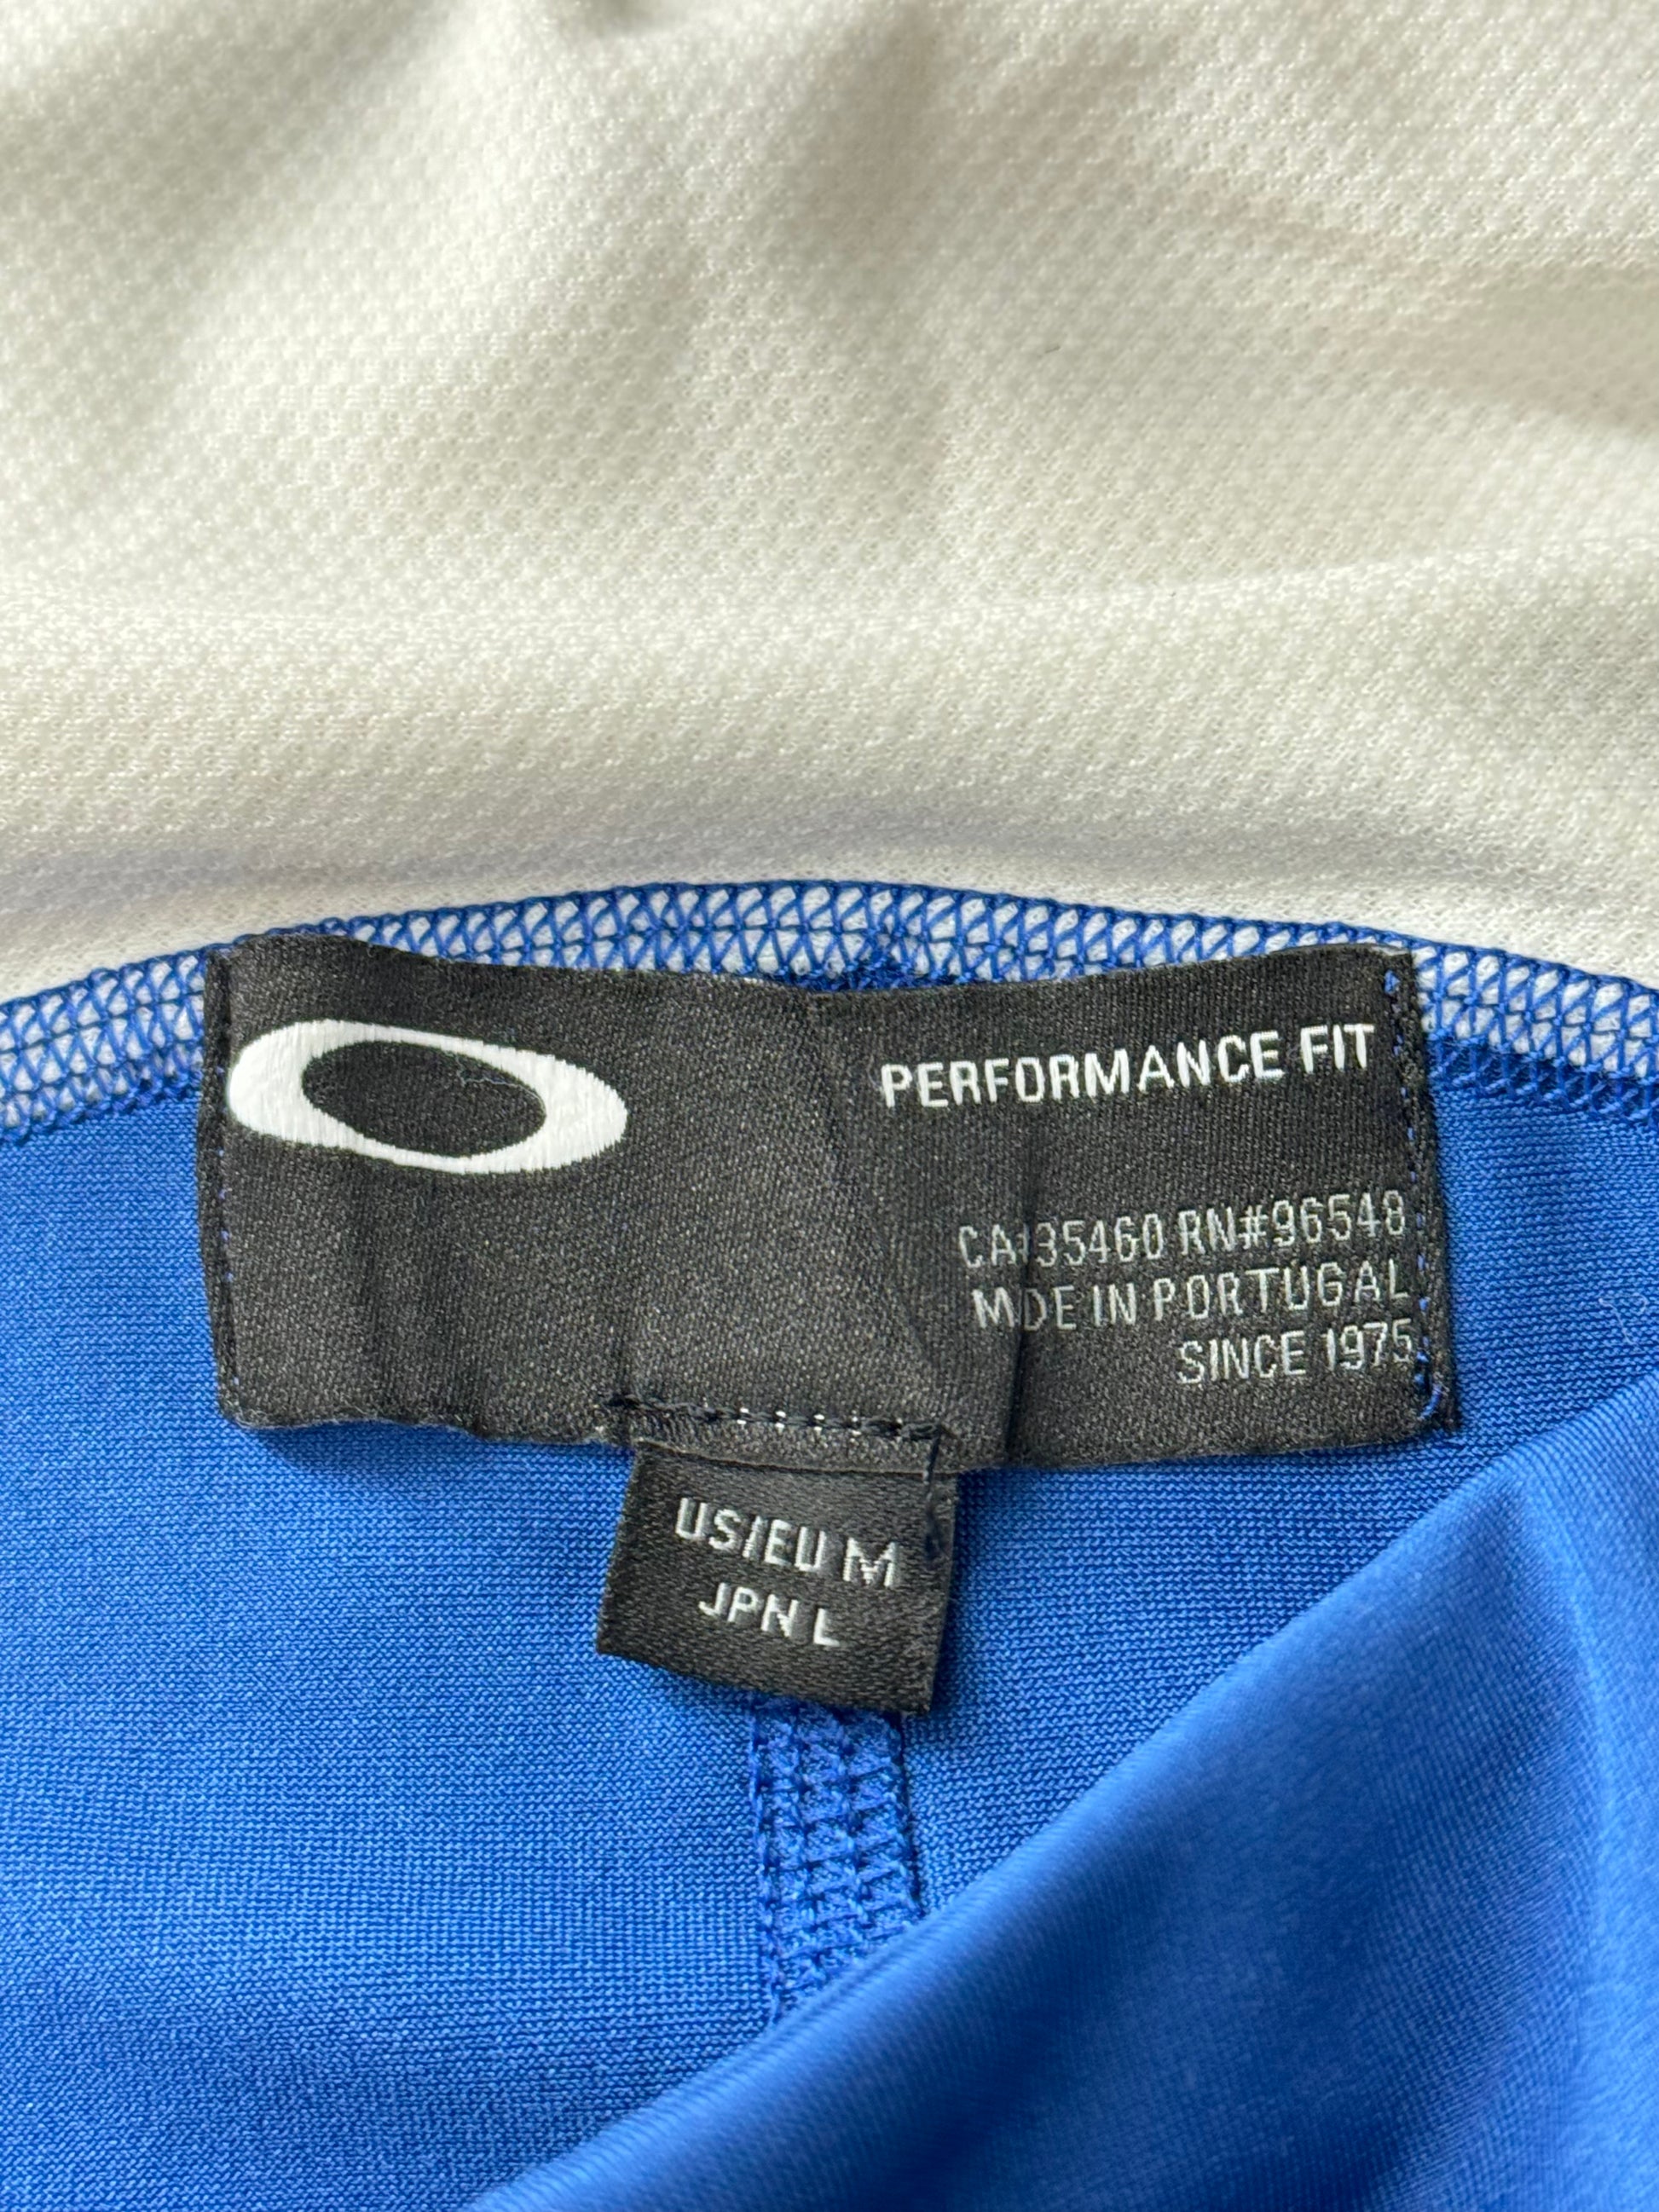 PERFORMANCE FIT
CA#35460 RN#96548
MADE IN PORTUGAL
SINCE 1975
US/EU M
JPN L